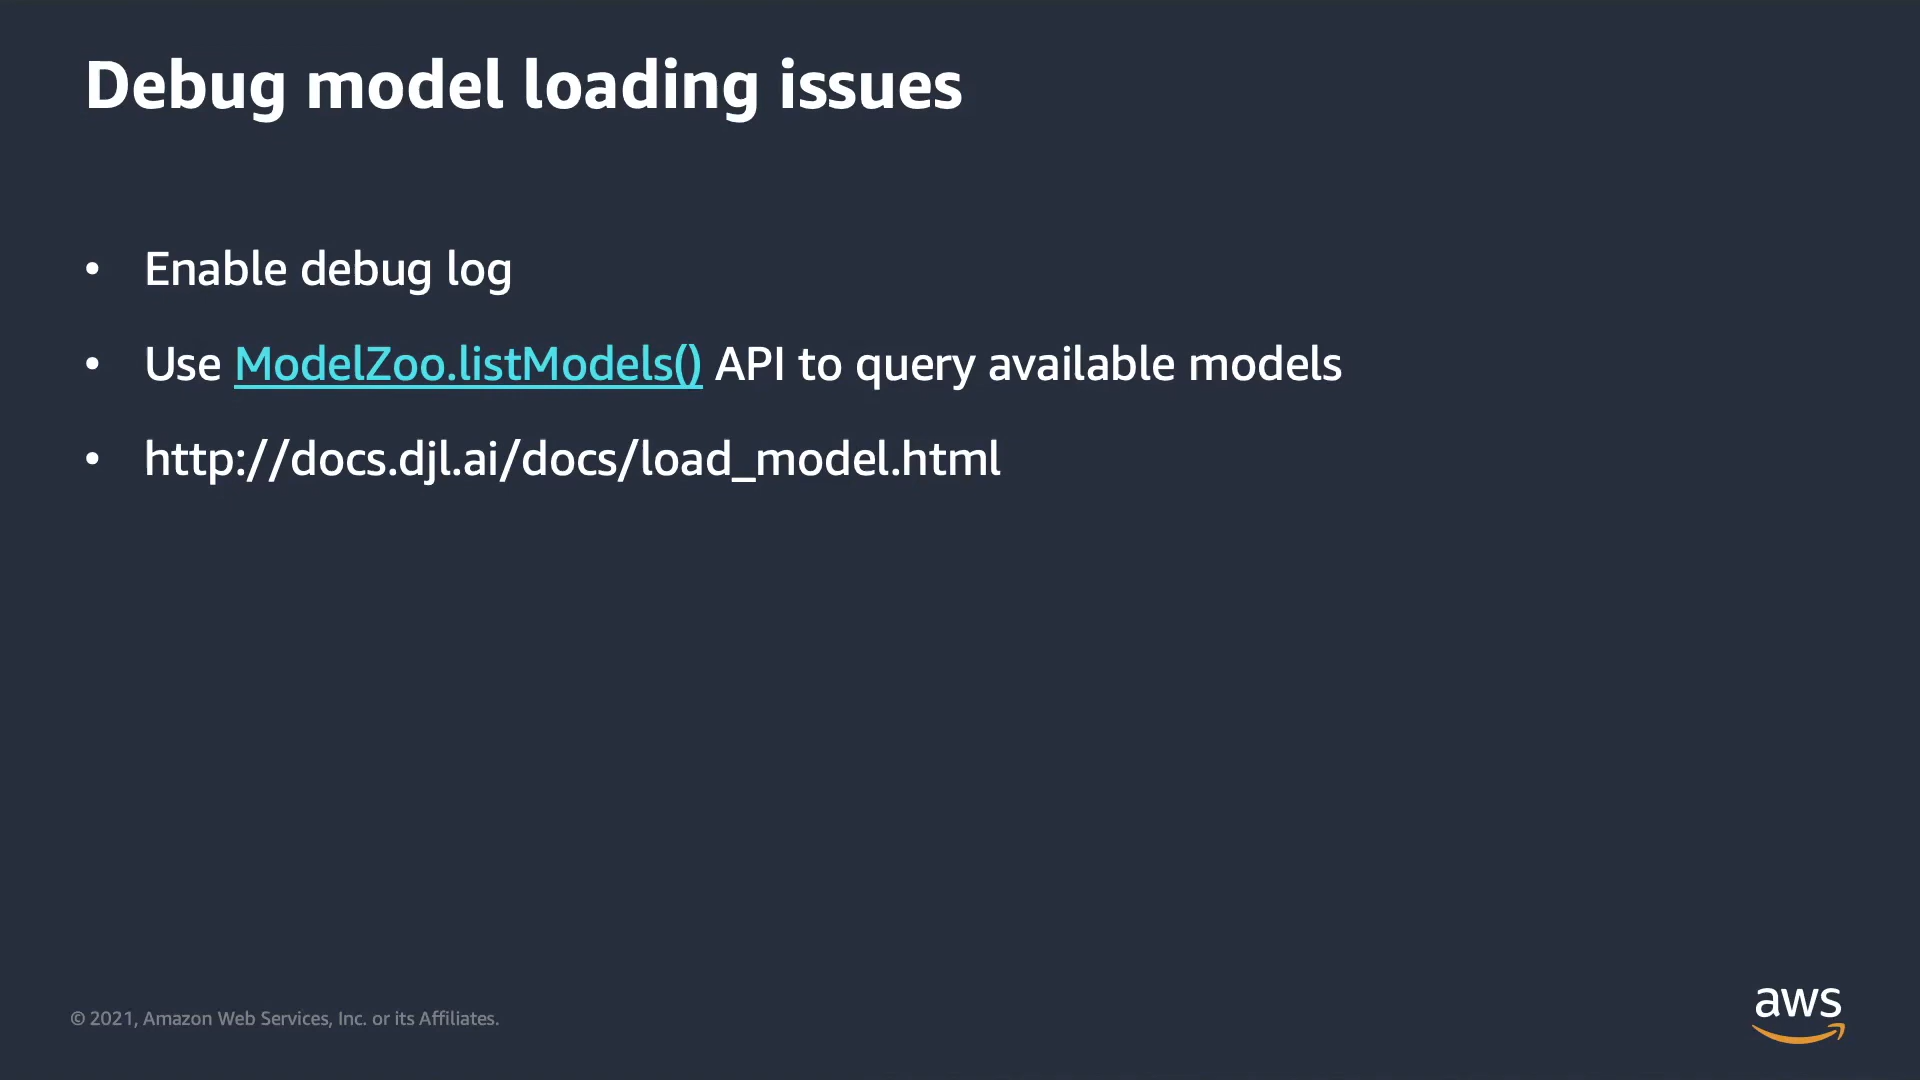 Debug model loading issues
• Enable debug log
• Use ModelZoo.listModels() API to query available models
• http://docs.djl.ai/docs/load_model.html
© 2021, Amazon Web Services, Inc. or its Affiliates.
aws